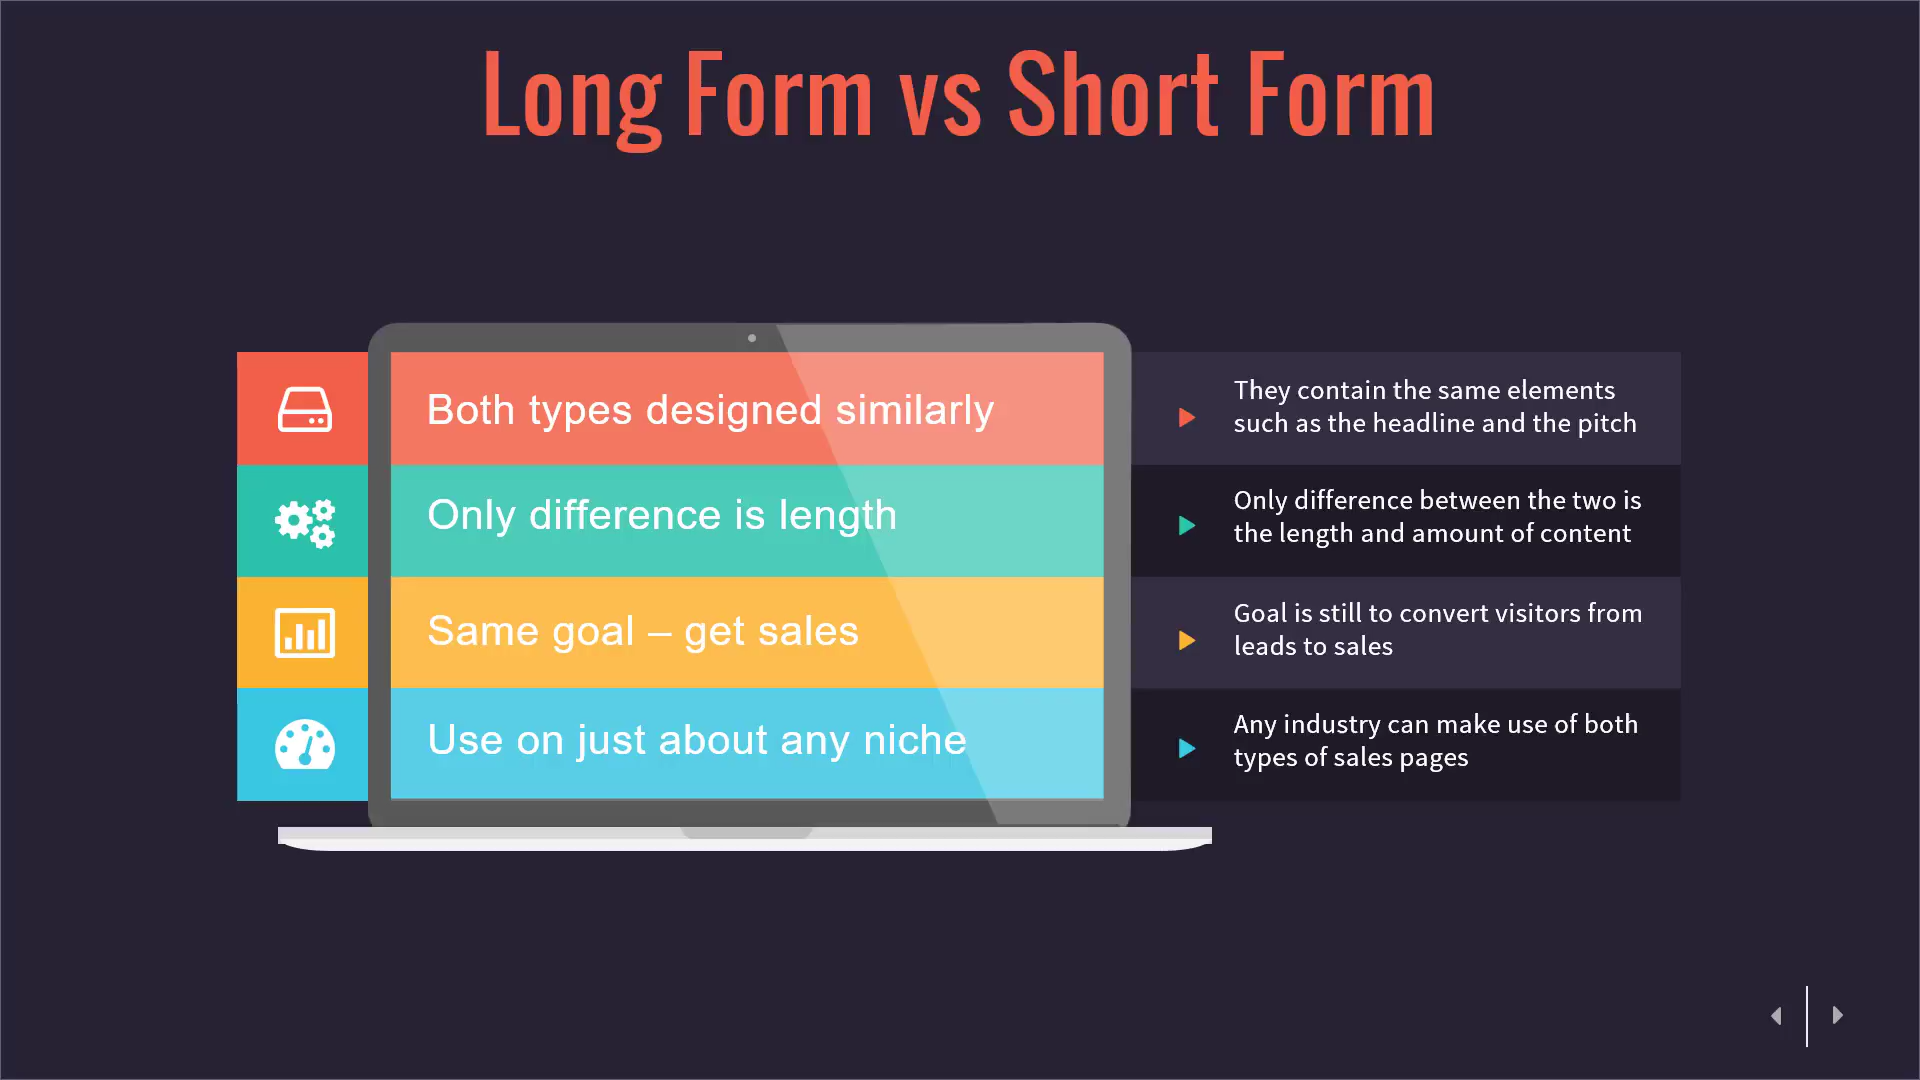 Long Form vs Short Form
Both types designed similarly
They contain the same elements
such as the headline and the pitch
Only difference is length
Only difference between the two is
the length and amount of content
Same goal – get sales
Goal is still to convert visitors from
leads to sales
Use on just about any niche
Any industry can make use of both
types of sales pages